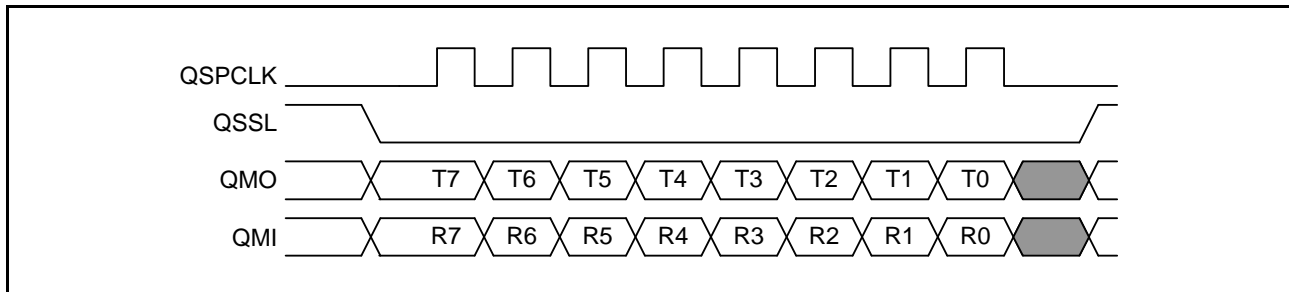 QSPCLK
QSSL
QMO T7 T6 T5 T4 T3 T2 T1 T0
QMI R7 R6 R5 R4 R3 R2 R1 R0